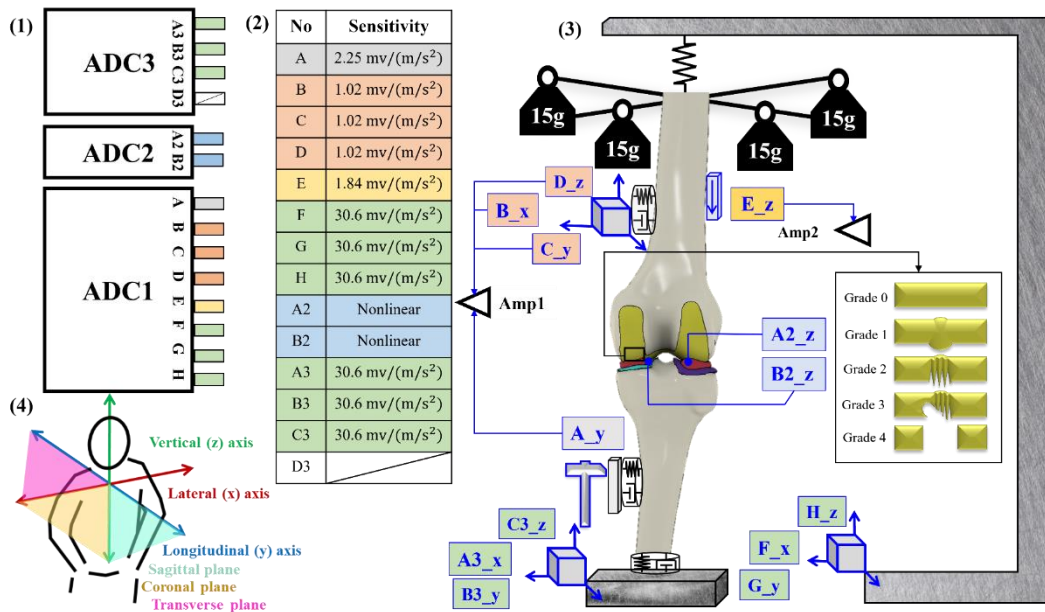 (1)
ADC3
A3
B3
C3
D3
ADC2
A2
B2
ADC1
A
B
C
D
E
F
G
H
(2)
No Sensitivity
A 2.25 mv/(m/s²)
B 1.02 mv/(m/s²)
C 1.02 mv/(m/s²)
D 1.02 mv/(m/s²)
E 1.84 mv/(m/s²)
F 30.6 mv/(m/s²)
G 30.6 mv/(m/s²)
H 30.6 mv/(m/s²)
A2 Nonlinear
B2 Nonlinear
A3 30.6 mv/(m/s²)
B3 30.6 mv/(m/s²)
C3 30.6 mv/(m/s²)
D3
(3)
15g
15g
15g
15g
D_z
B_x
C_y
E_z
Amp2
Amp1
A2_z
B2_z
A_y
Grade 0
Grade 1
Grade 2
Grade 3
Grade 4
C3_z
A3_x
B3_y
H_z
F_x
G_y
(4)
Vertical (z) axis
Lateral (x) axis
Longitudinal (y) axis
Sagittal plane
Coronal plane
Transverse plane